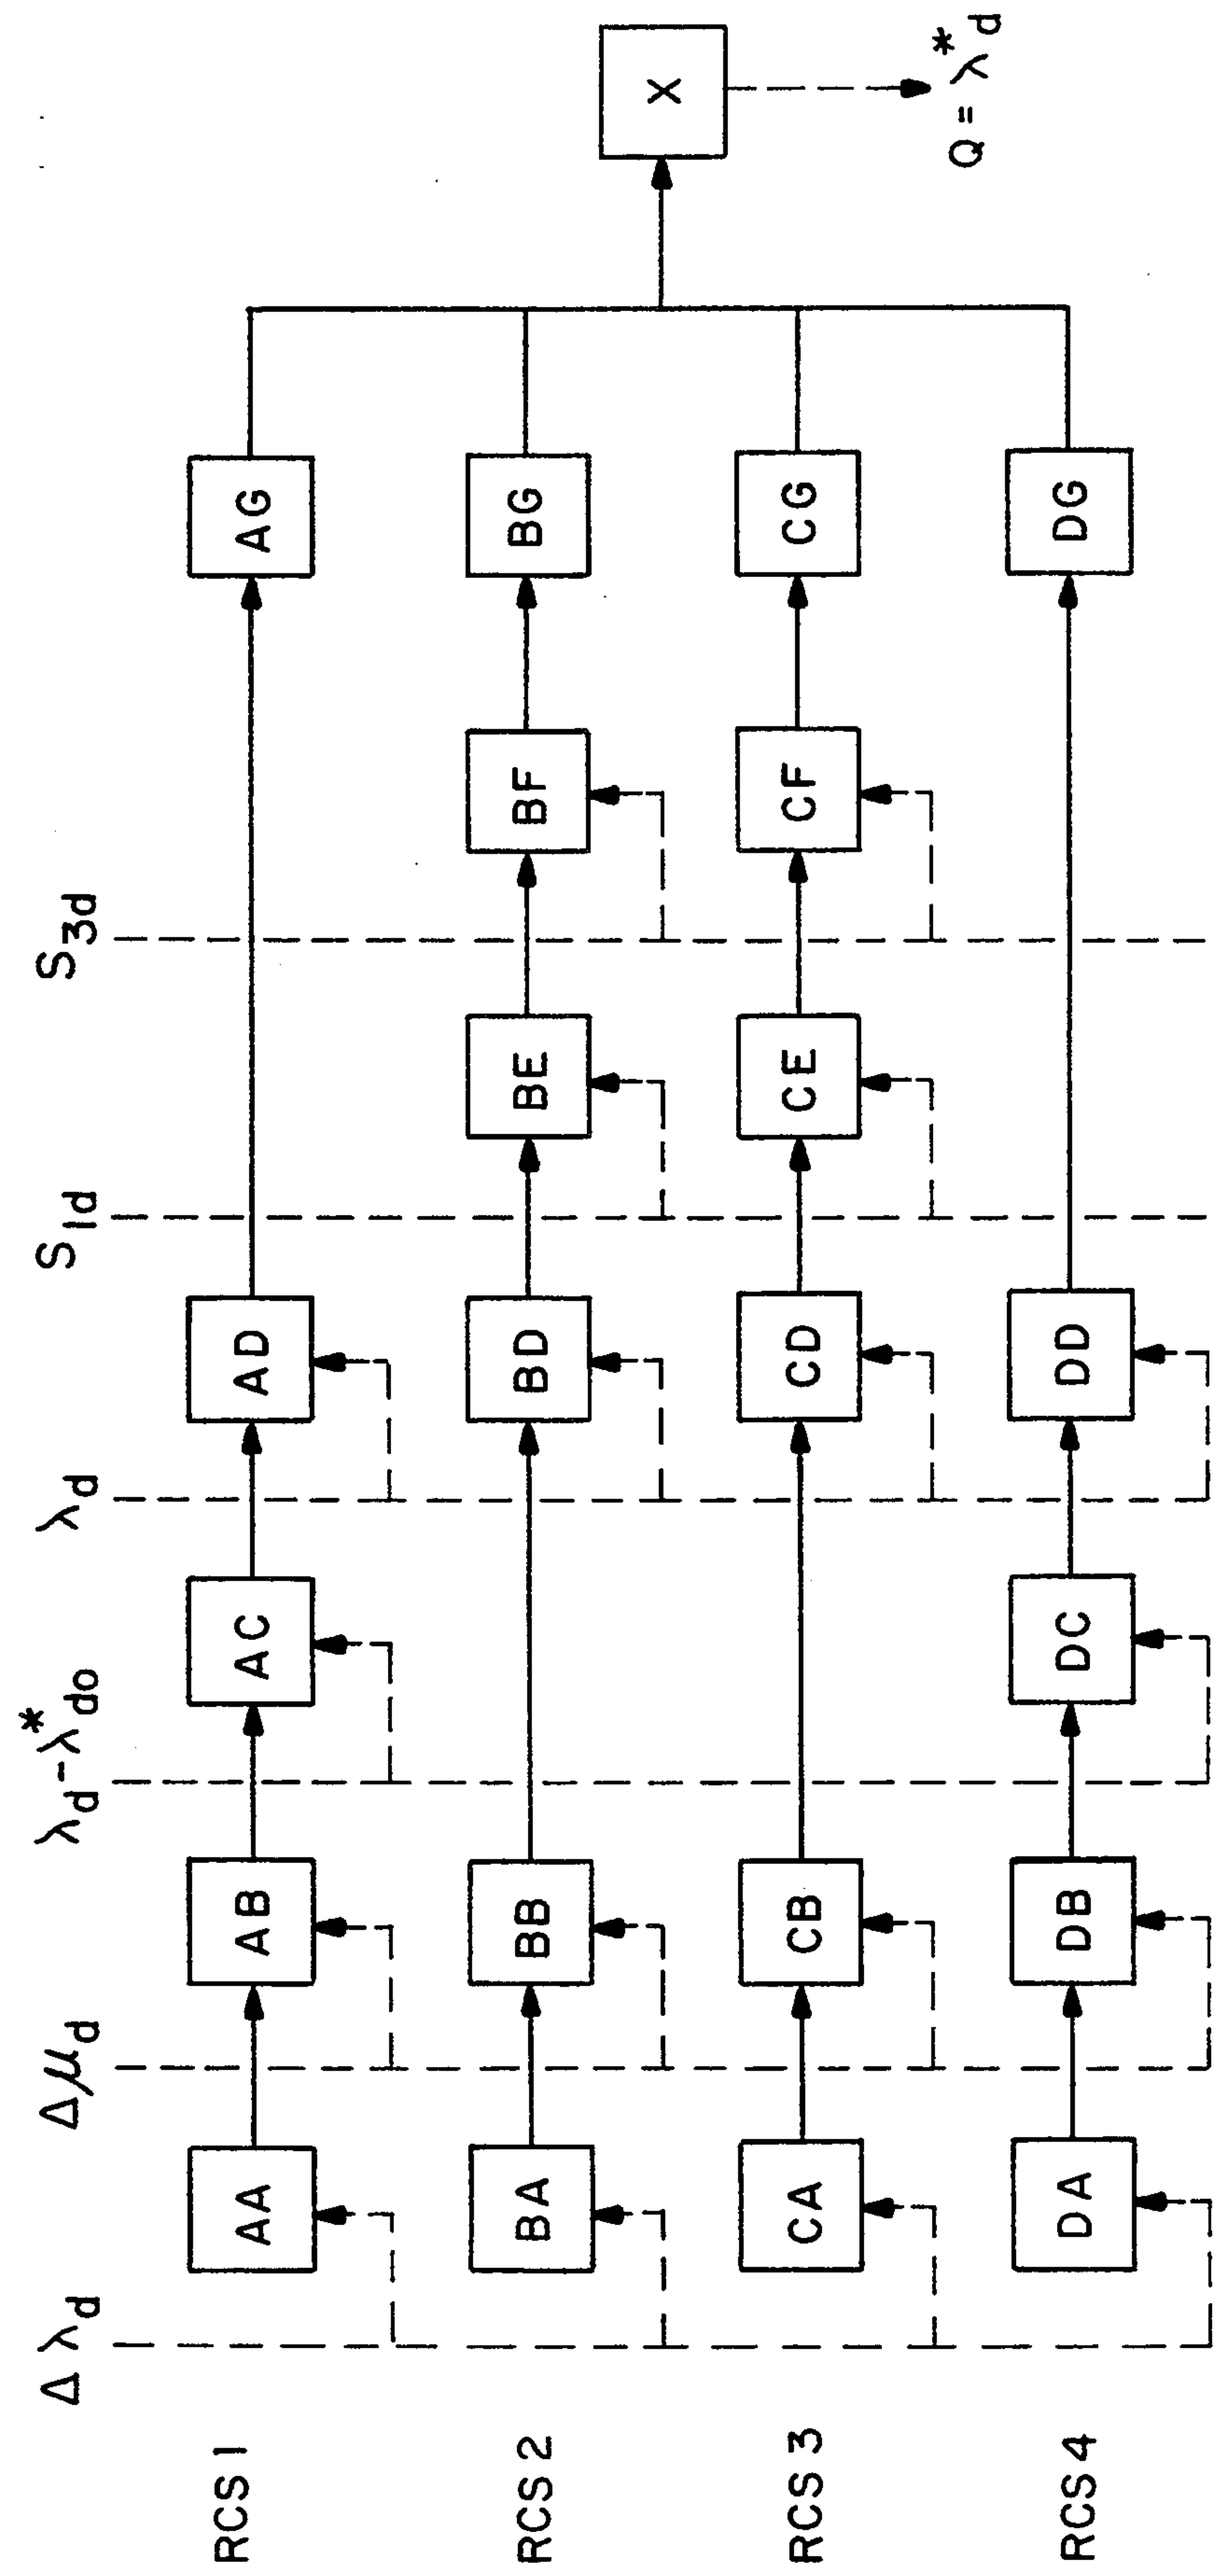 Δλd Δμd λd-λ*do λd S1d S3d
RCS 1 AA AB AC AD AG
RCS 2 BA BB BD BE BF BG
RCS 3 CA CB CD CE CF CG
RCS 4 DA DB DC DD DG
X
Q = λ*d